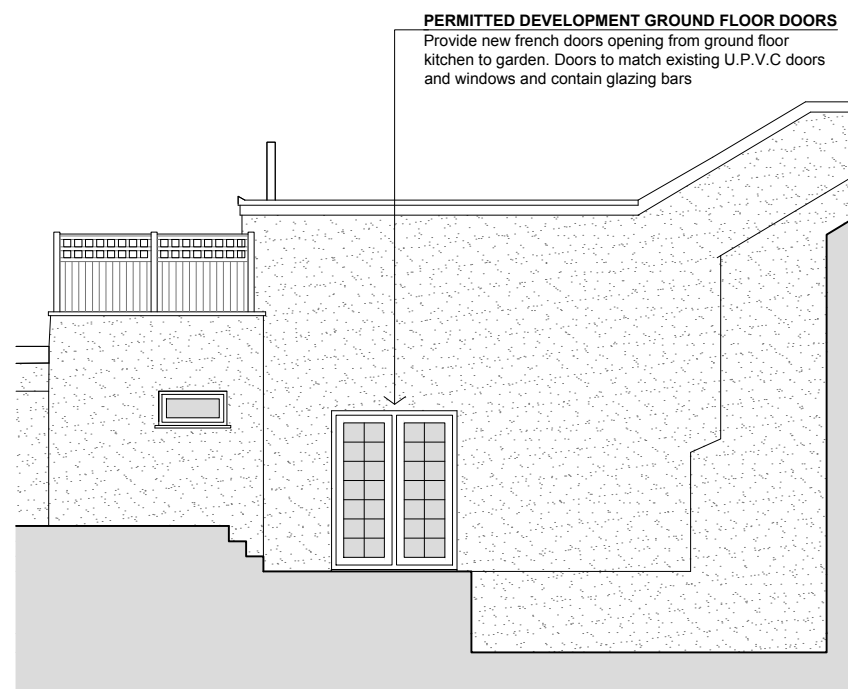 PERMITTED DEVELOPMENT GROUND FLOOR DOORS
Provide new french doors opening from ground floor
kitchen to garden. Doors to match existing U.P.V.C doors
and windows and contain glazing bars